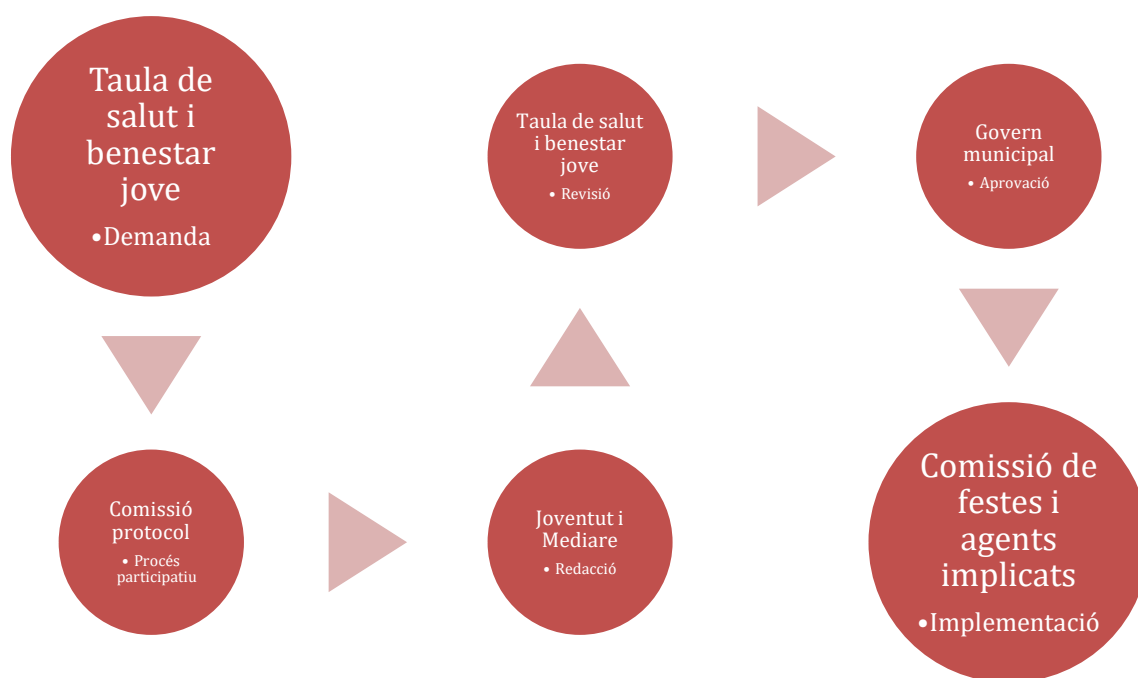 Taula de
salut i
benestar
jove
•Demanda
Comissió
protocol
• Procés
participatiu
Joventut i
Mediare
• Redacció
Taula de salut
i benestar
jove
• Revisió
Govern
municipal
• Aprovació
Comissió de
festes i
agents
implicats
•Implementació